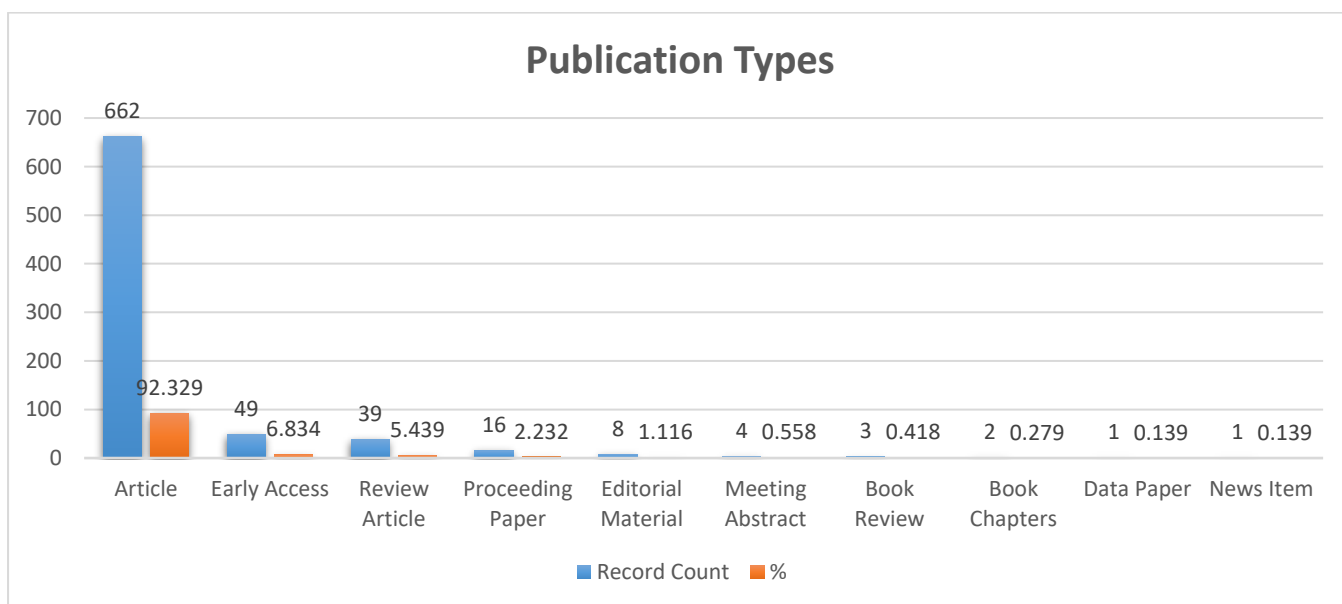 Publication Types
700
600
500
400
300
200
100
0
662
92.329
49
6.834
39
5.439
16
2.232
8
1.116
4
0.558
3
0.418
2
0.279
1
0.139
1
0.139
Article
Early Access
Review
Article
Proceeding
Paper
Editorial
Material
Meeting
Abstract
Book
Review
Book
Chapters
Data Paper
News Item
Record Count
%